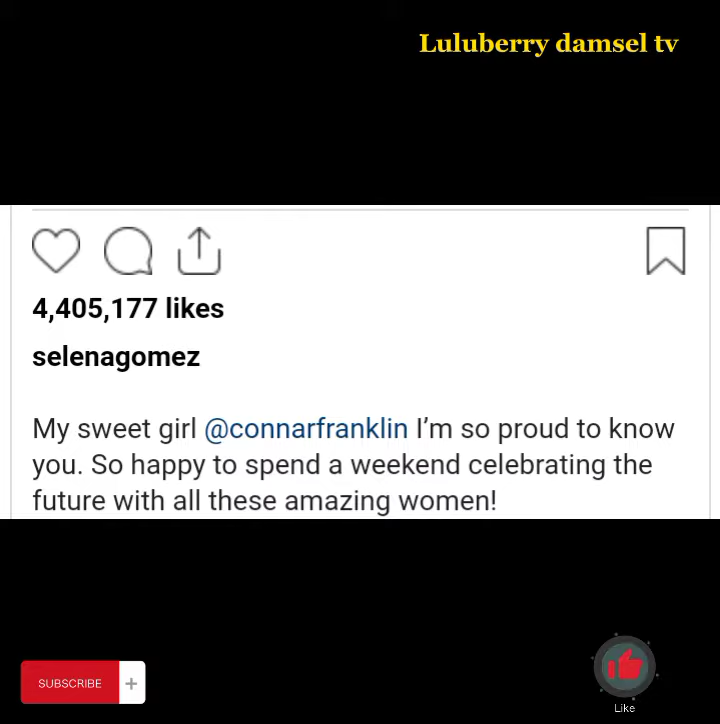 Luluberry damsel tv
4,405,177 likes
selenagomez
My sweet girl @connarfranklin I’m so proud to know
you. So happy to spend a weekend celebrating the
future with all these amazing women!
SUBSCRIBE +
Like